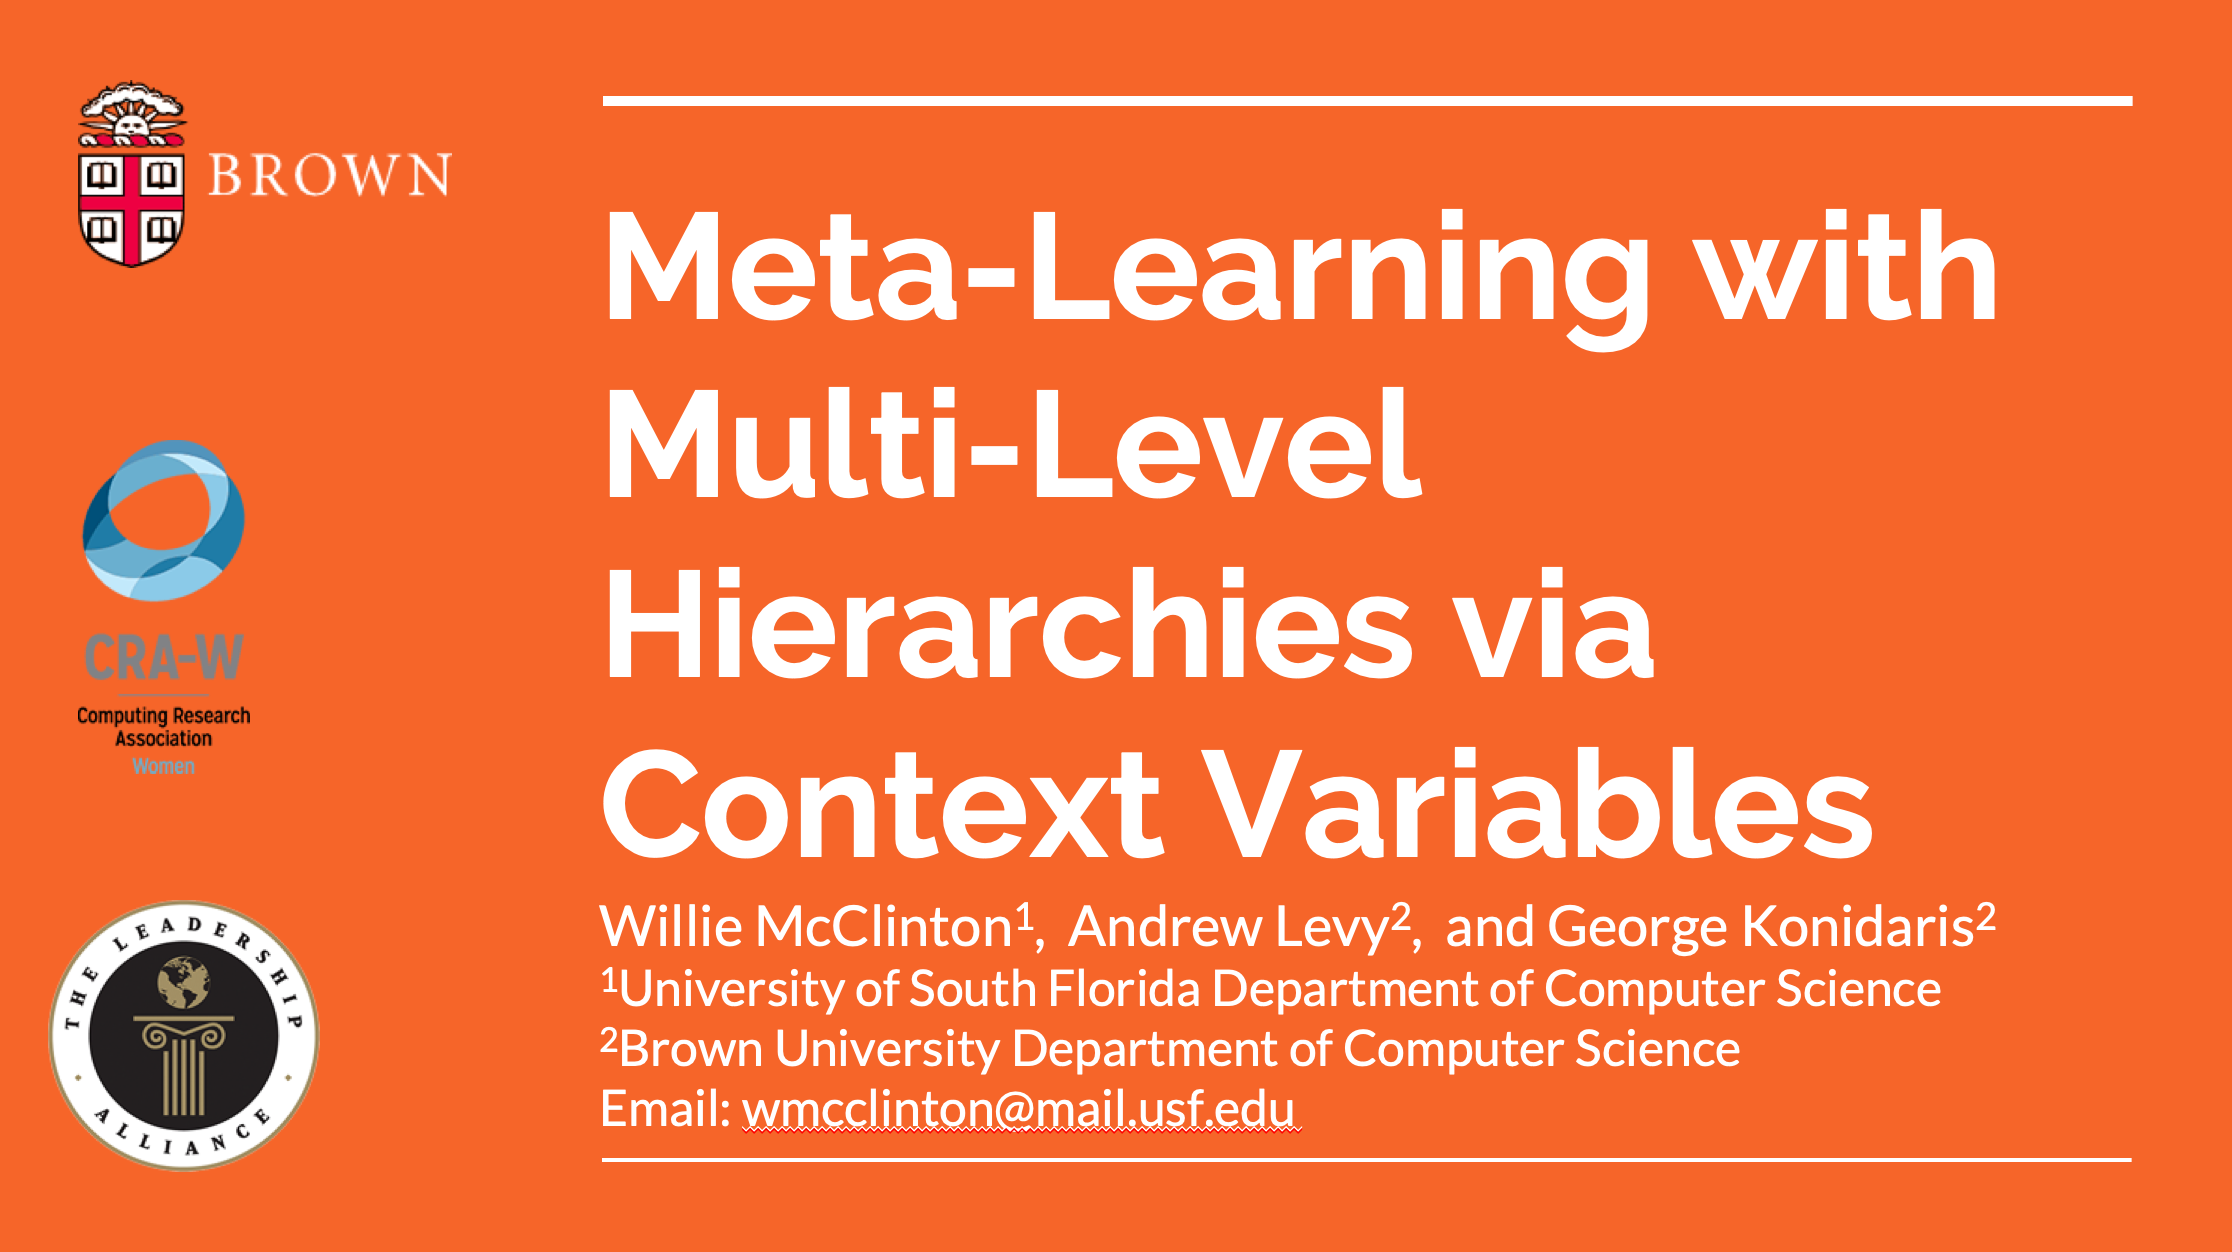 BROWN
Meta-Learning with
Multi-Level
Hierarchies via
Context Variables
Willie McClinton¹, Andrew Levy², and George Konidaris²
¹University of South Florida Department of Computer Science
²Brown University Department of Computer Science
Email: wmcclinton@mail.usf.edu
CRA-W
Computing Research
Association
Women
THE LEADERSHIP
ALLIANCE